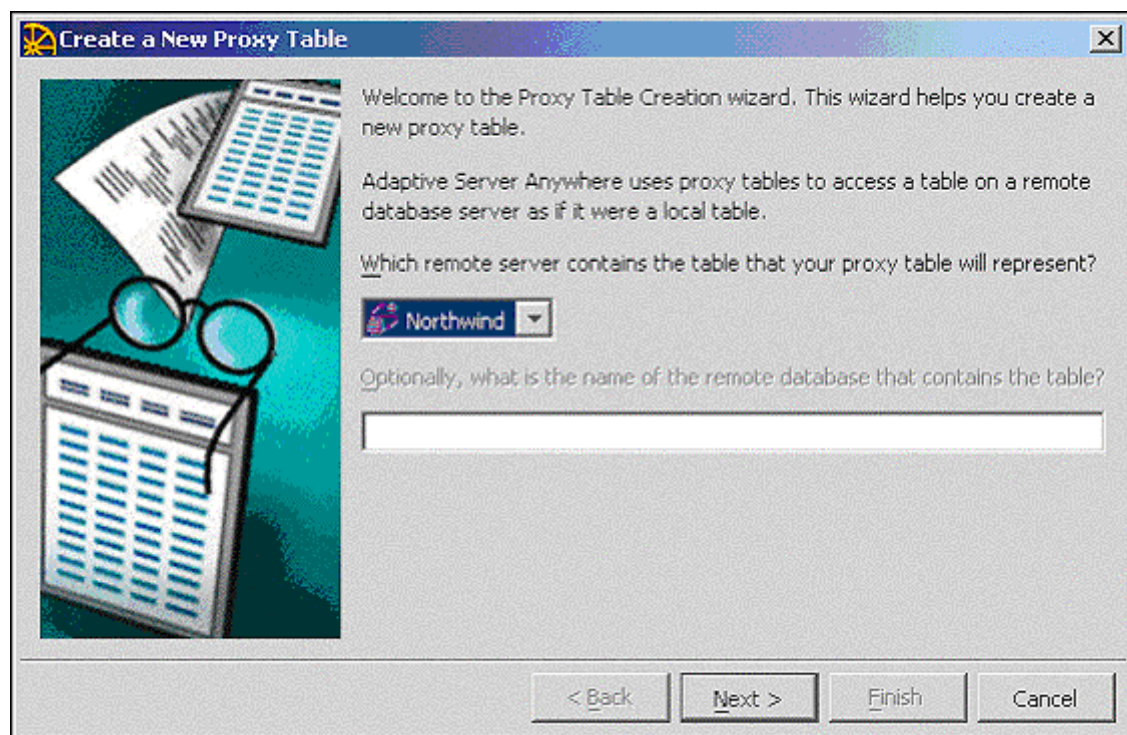 Create a New Proxy Table
Welcome to the Proxy Table Creation wizard. This wizard helps you create a
new proxy table.
Adaptive Server Anywhere uses proxy tables to access a table on a remote
database server as if it were a local table.
Which remote server contains the table that your proxy table will represent?
Northwind
Optionally, what is the name of the remote database that contains the table?
< Back
Next >
Finish
Cancel